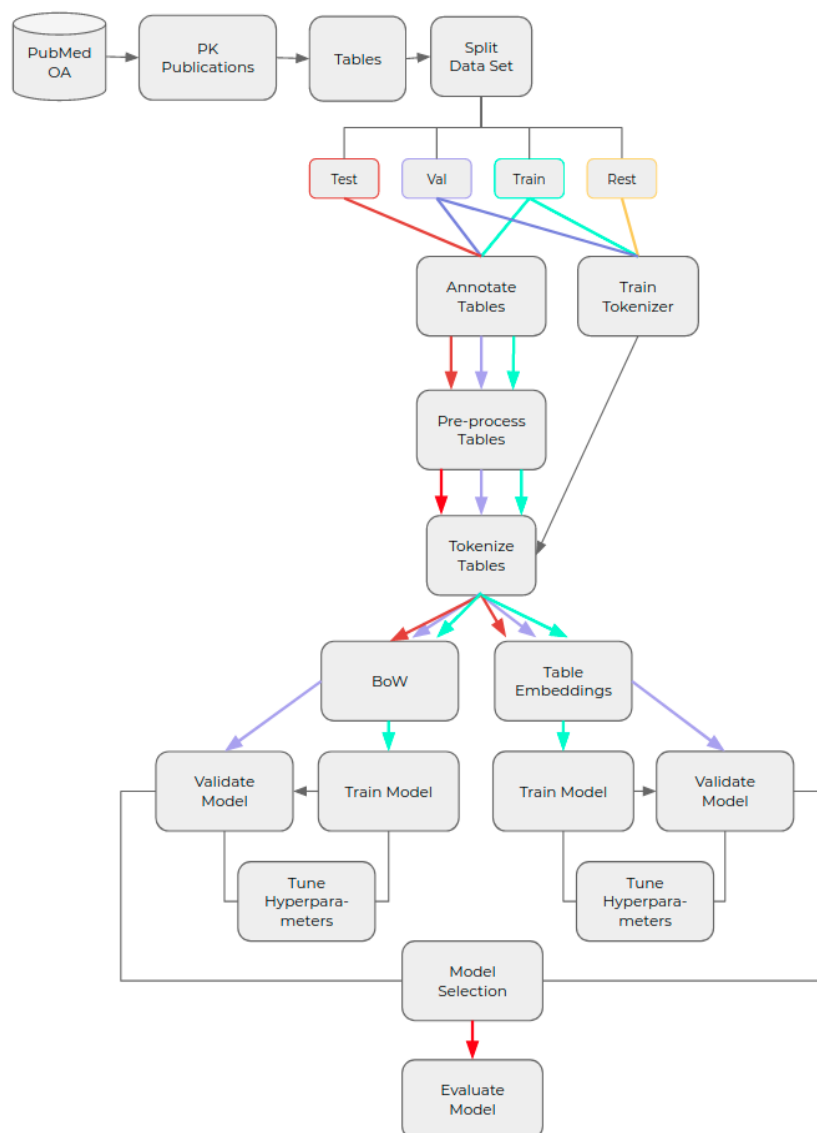 PubMed
OA
PK
Publications
Tables
Split
Data Set
Test
Val
Train
Rest
Annotate
Tables
Train
Tokenizer
Pre-process
Tables
Tokenize
Tables
BoW
Table
Embeddings
Validate
Model
Train Model
Train Model
Validate
Model
Tune
Hyperpara-
meters
Tune
Hyperpara-
meters
Model
Selection
Evaluate
Model